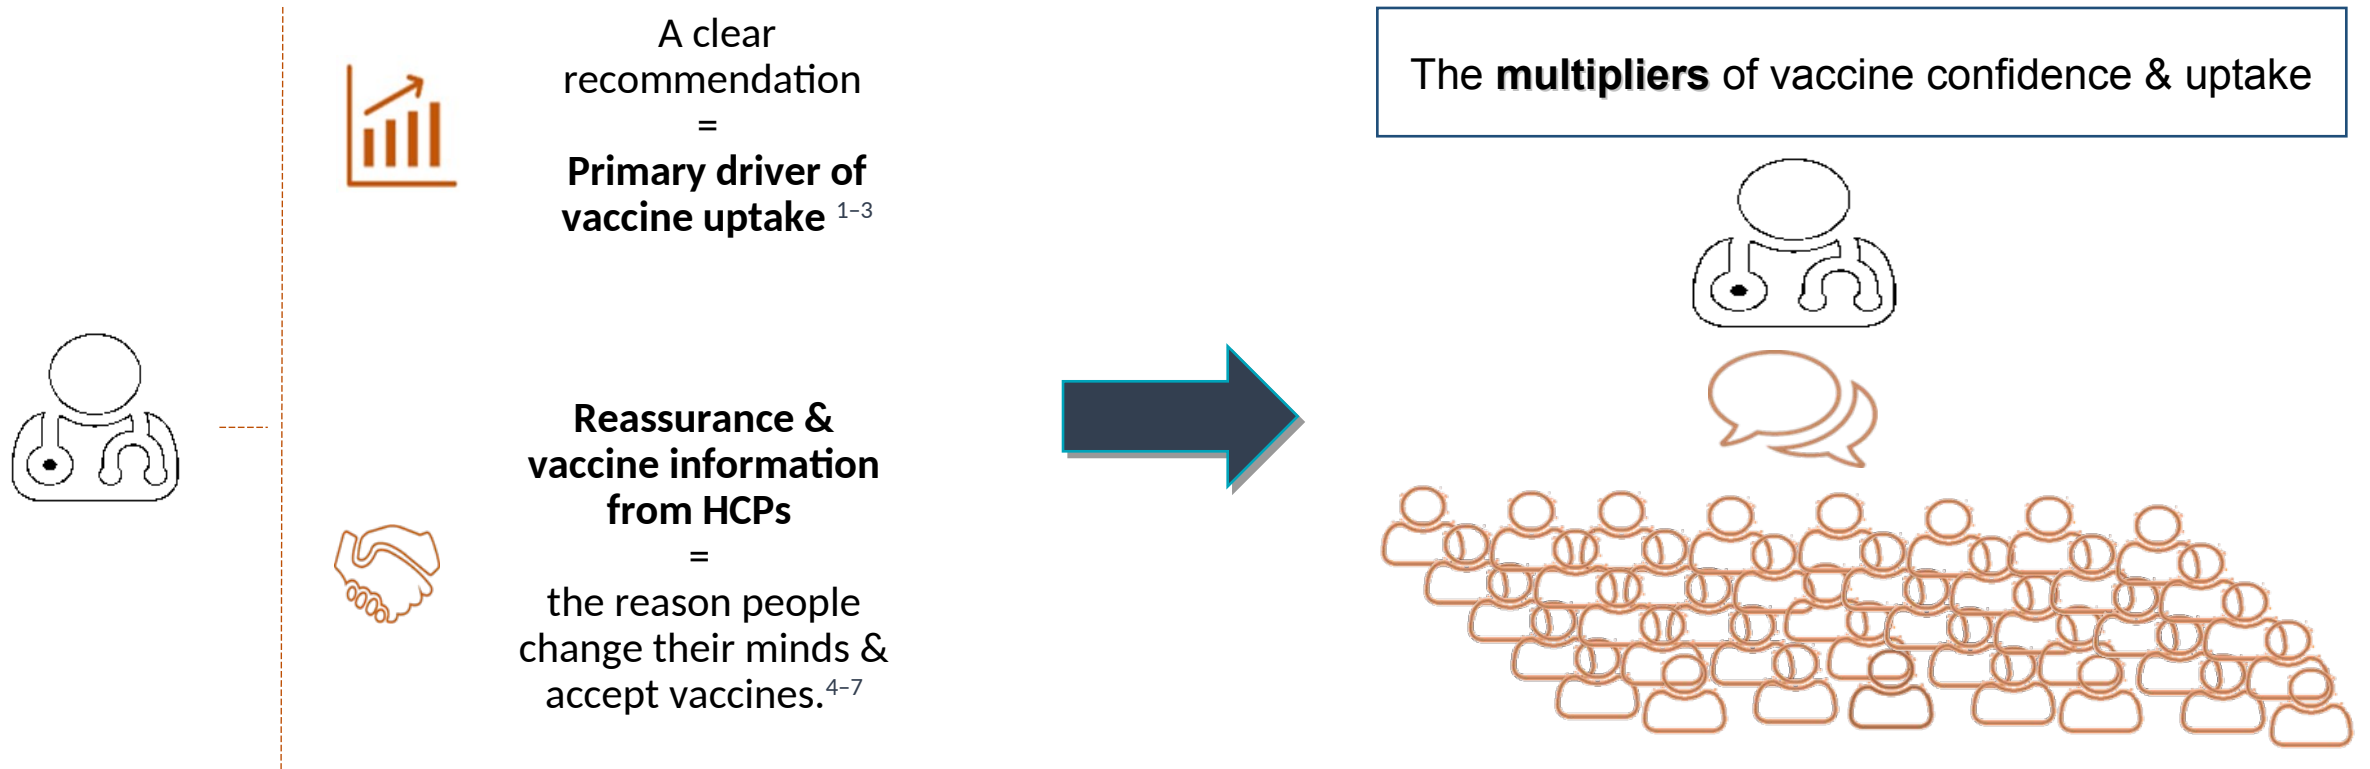 A clear
recommendation
=
Primary driver of
vaccine uptake 1–3
Reassurance &
vaccine information
from HCPs
=
the reason people
change their minds &
accept vaccines.4–7
The multipliers of vaccine confidence & uptake